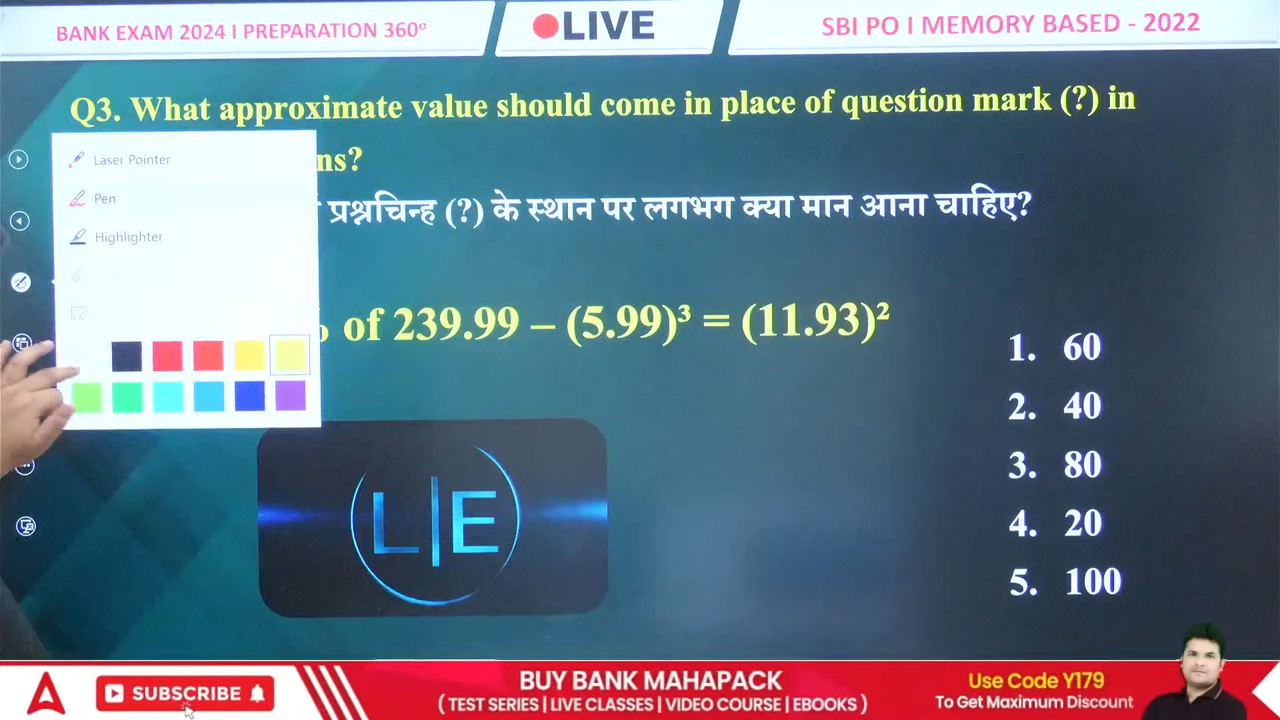 BANK EXAM 2024 I PREPARATION 360º
LIVE
SBI PO I MEMORY BASED - 2022
Q3. What approximate value should come in place of question mark (?) in
ns?
प्रश्नचिन्ह (?) के स्थान पर लगभग क्या मान आना चाहिए?
Laser Pointer
Pen
Highlighter
of 239.99 – (5.99)³ = (11.93)²
1. 60
2. 40
3. 80
4. 20
5. 100
L|E
SUBSCRIBE
BUY BANK MAHAPACK
( TEST SERIES | LIVE CLASSES | VIDEO COURSE | EBOOKS )
Use Code Y179
To Get Maximum Discount